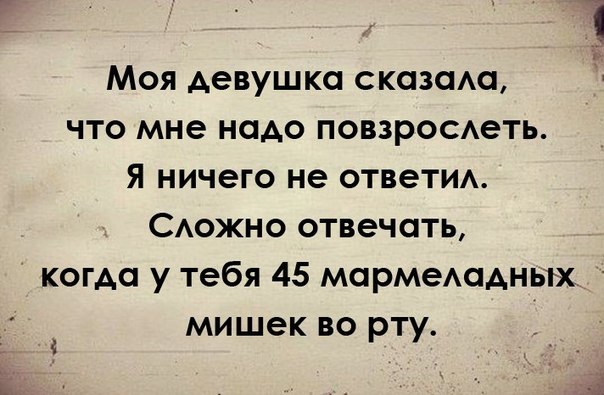 Моя девушка сказала,
что мне надо повзрослеть.
Я ничего не ответил.
Сложно отвечать,
когда у тебя 45 мармеладных
мишек во рту.